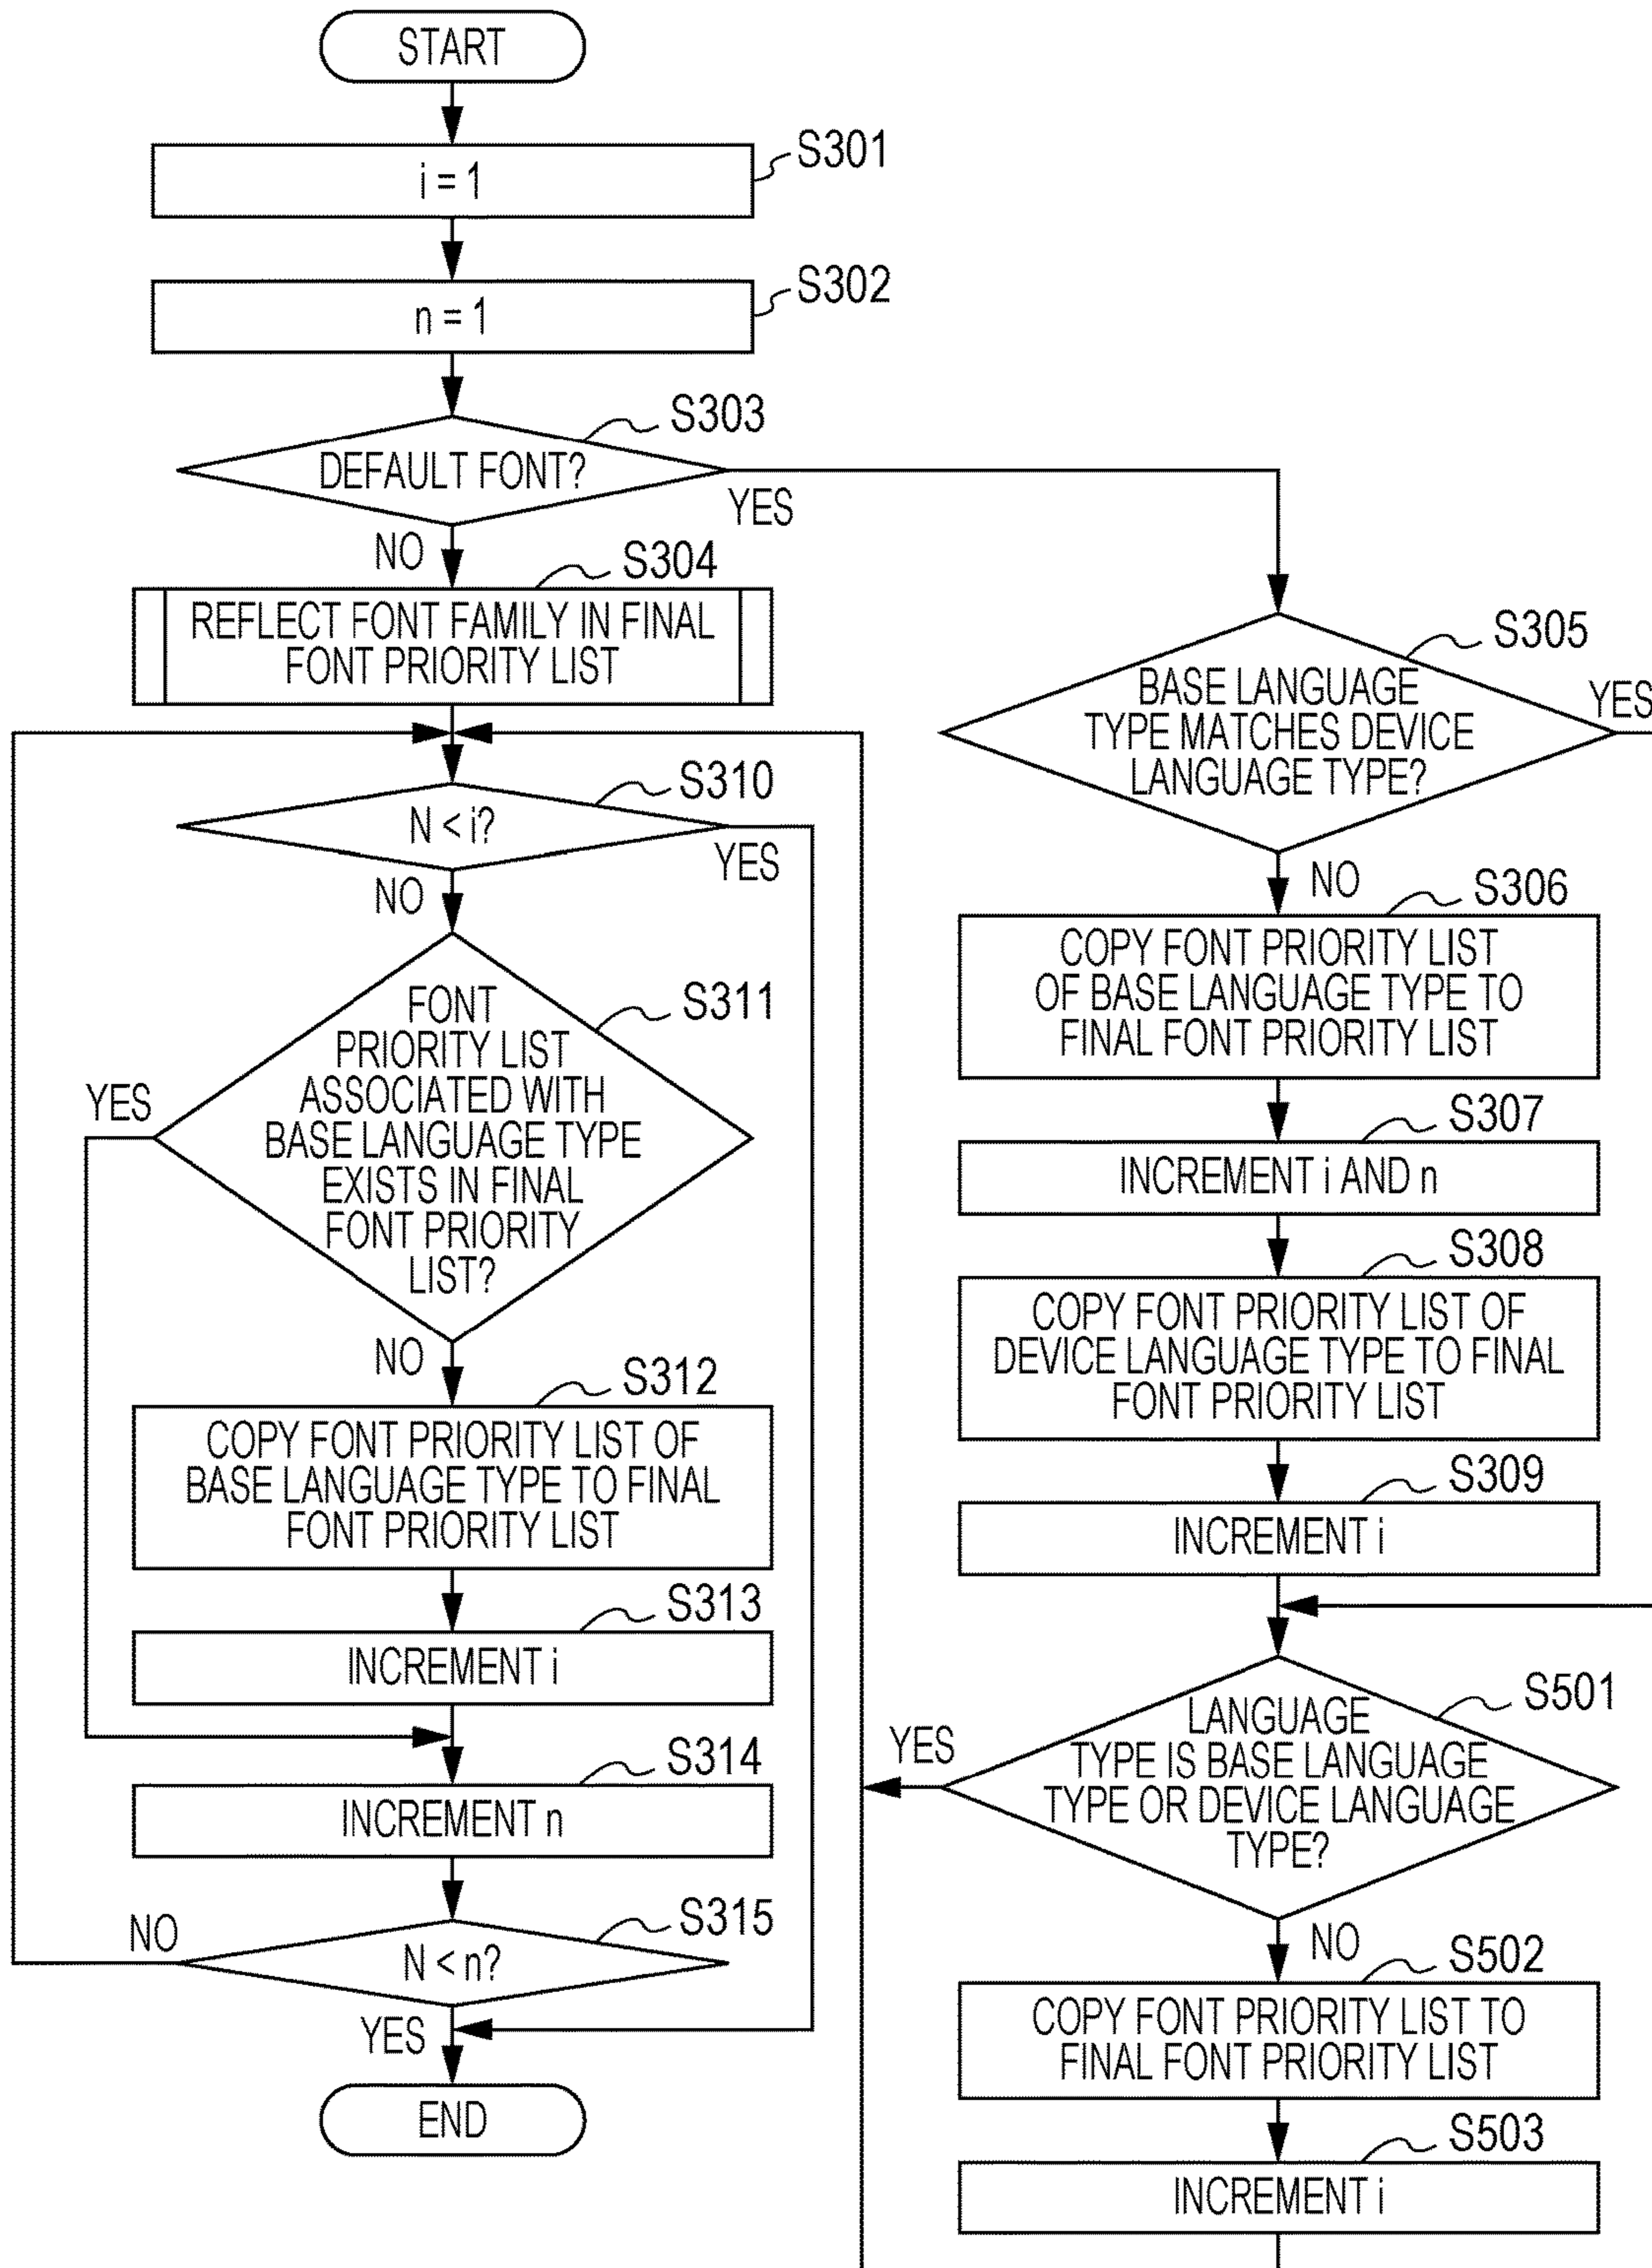 START
S301
i = 1
S302
n = 1
S303
DEFAULT FONT?
YES
NO
S304
REFLECT FONT FAMILY IN FINAL
FONT PRIORITY LIST
S310
N < i?
YES
NO
S311
FONT
PRIORITY LIST
ASSOCIATED WITH
BASE LANGUAGE TYPE
EXISTS IN FINAL
FONT PRIORITY
LIST?
YES
NO
S312
COPY FONT PRIORITY LIST OF
BASE LANGUAGE TYPE TO FINAL
FONT PRIORITY LIST
S313
INCREMENT i
S314
INCREMENT n
S315
N < n?
NO
YES
END
S305
BASE LANGUAGE
TYPE MATCHES DEVICE
LANGUAGE TYPE?
YES
NO
S306
COPY FONT PRIORITY LIST
OF BASE LANGUAGE TYPE TO
FINAL FONT PRIORITY LIST
S307
INCREMENT i AND n
S308
COPY FONT PRIORITY LIST OF
DEVICE LANGUAGE TYPE TO FINAL
FONT PRIORITY LIST
S309
INCREMENT i
S501
LANGUAGE
TYPE IS BASE LANGUAGE
TYPE OR DEVICE LANGUAGE
TYPE?
YES
NO
S502
COPY FONT PRIORITY LIST TO
FINAL FONT PRIORITY LIST
S503
INCREMENT i